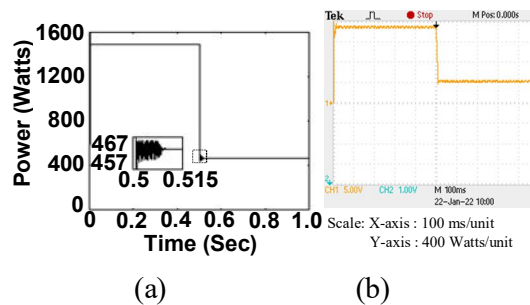 Power (Watts)
1600
1200
800
400
0
467
457
0.5
0.515
0
0.2
0.4
0.6
0.8
1.0
Time (Sec)
(a)
Tek
Stop
M Pos: 0.000s
1
2
CH1 5.00V
CH2 1.00V
M 100ms
22-Jan-22 10:00
Scale: X-axis : 100 ms/unit
Y-axis : 400 Watts/unit
(b)